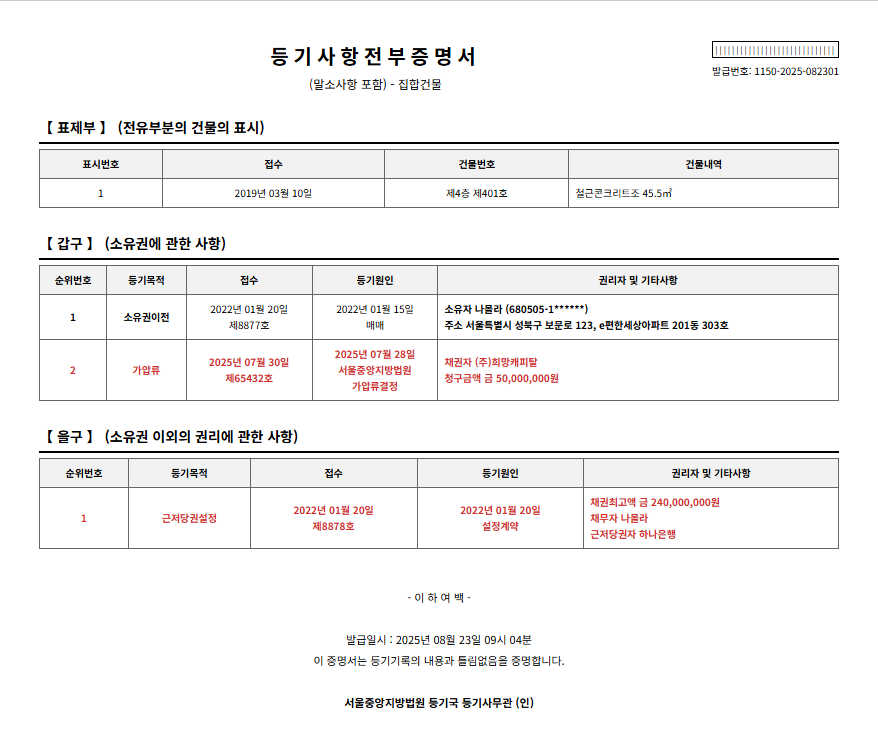 등기사항전부증명서
(말소사항 포함) - 집합건물
발급번호: 1150-2025-082301
【 표제부 】 (전유부분의 건물의 표시)
표시번호 접수 건물번호 건물내역
1 2019년 03월 10일 제4층 제401호 철근콘크리트조 45.5㎡
【 갑구 】 (소유권에 관한 사항)
순위번호 등기목적 접수 등기원인 권리자 및 기타사항
1 소유권이전 2022년 01월 20일 2022년 01월 15일 소유자 나몰라 (680505-1******)
제8877호 매매 주소 서울특별시 성북구 보문로 123, e편한세상아파트 201동 303호
2 가압류 2025년 07월 30일 2025년 07월 28일 채권자 (주)희망캐피탈
제65432호 서울중앙지방법원 청구금액 금 50,000,000원
가압류결정
【 을구 】 (소유권 이외의 권리에 관한 사항)
순위번호 등기목적 접수 등기원인 권리자 및 기타사항
1 근저당권설정 2022년 01월 20일 2022년 01월 20일 채권최고액 금 240,000,000원
제8878호 설정계약 채무자 나몰라
근저당권자 하나은행
- 이 하 여 백 -
발급일시 : 2025년 08월 23일 09시 04분
이 증명서는 등기기록의 내용과 틀림없음을 증명합니다.
서울중앙지방법원 등기국 등기사무관 (인)